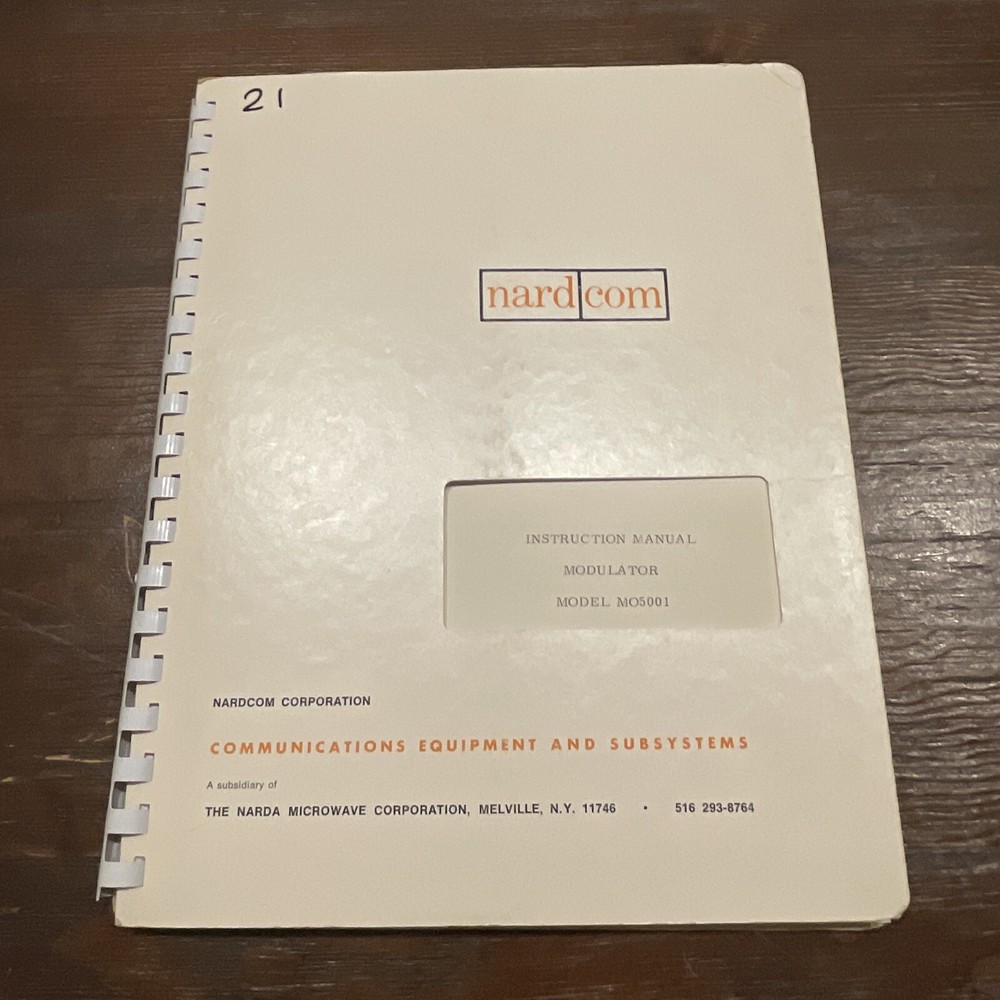 21
nard com
INSTRUCTION MANUAL
MODULATOR
MODEL MO5001
NARDCOM CORPORATION
COMMUNICATIONS EQUIPMENT AND SUBSYSTEMS
A subsidiary of
THE NARDA MICROWAVE CORPORATION, MELVILLE, N.Y. 11746 • 516 293-8764